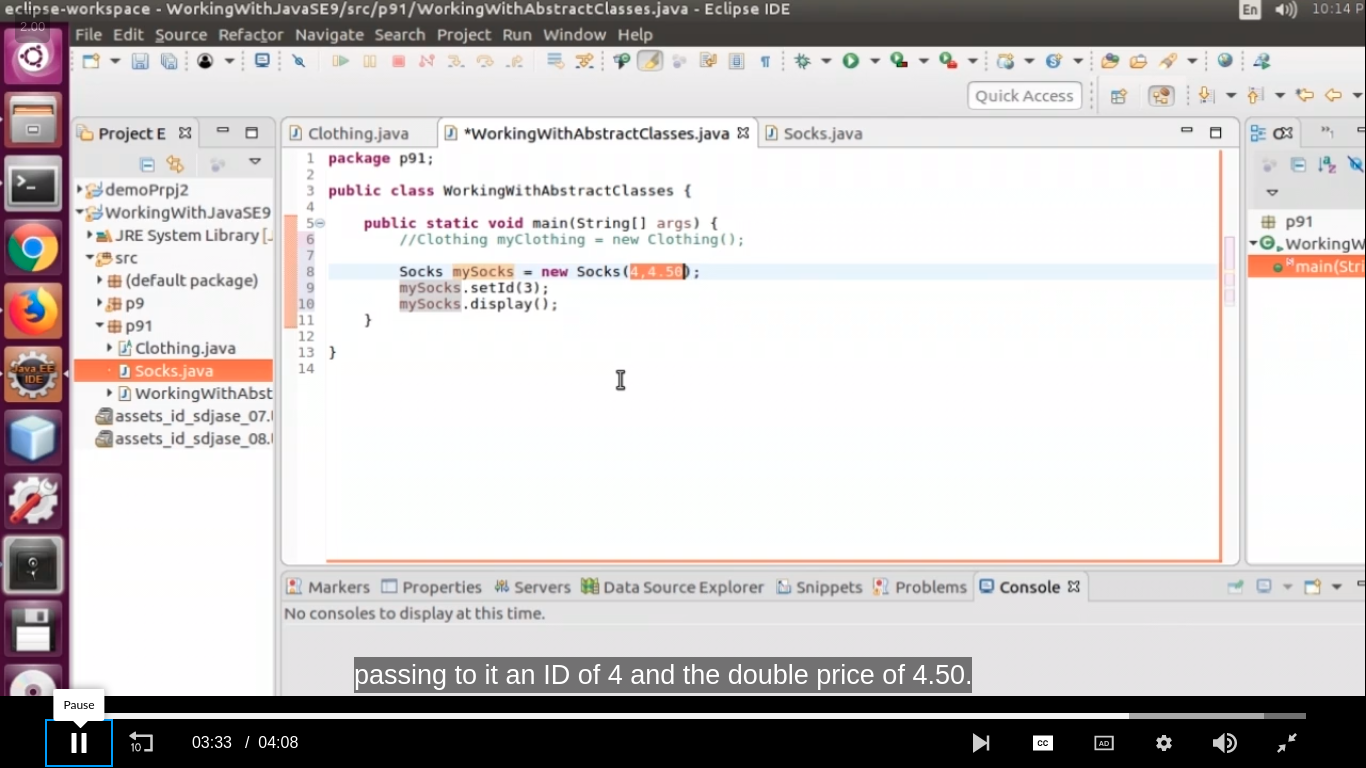 eclipse-workspace - WorkingWithJavaSE9/src/p91/WorkingWithAbstractClasses.java - Eclipse IDE
En
10:14 P
2.00
File Edit Source Refactor Navigate Search Project Run Window Help
Quick Access
Project E
Clothing.java
*WorkingWithAbstractClasses.java
Socks.java
demoPrpj2
WorkingWithJavaSE9
JRE System Library [.
src
(default package)
p9
p91
Clothing.java
Socks.java
WorkingWithAbst
assets_id_sdjase_07.
assets_id_sdjase_08.
1 package p91;
2
3 public class WorkingWithAbstractClasses {
4
5 public static void main(String[] args) {
6 //Clothing myClothing = new Clothing();
7
8 Socks mySocks = new Socks(4,4.50);
9 mySocks.setId(3);
10 mySocks.display();
11 }
12
13 }
14
p91
WorkingW
main(Stri
Java EE
IDE
Markers Properties Servers Data Source Explorer Snippets Problems Console
No consoles to display at this time.
passing to it an ID of 4 and the double price of 4.50.
Pause
10
03:33 / 04:08
CC
AD